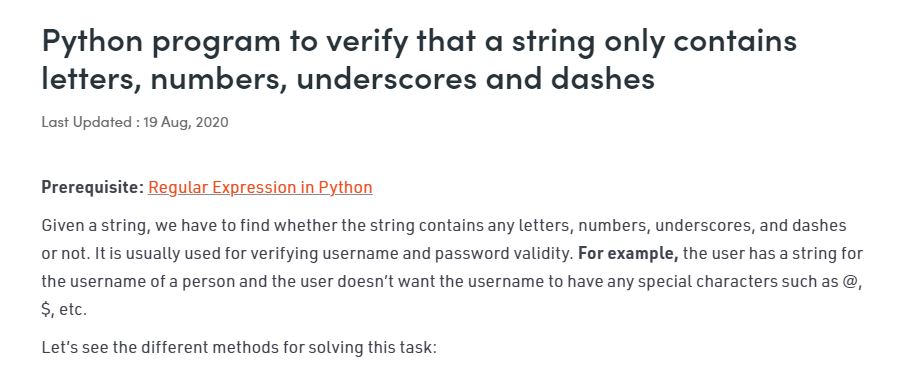 Python program to verify that a string only contains
letters, numbers, underscores and dashes
Last Updated : 19 Aug, 2020
Prerequisite: Regular Expression in Python
Given a string, we have to find whether the string contains any letters, numbers, underscores, and dashes
or not. It is usually used for verifying username and password validity. For example, the user has a string for
the username of a person and the user doesn’t want the username to have any special characters such as @,
$, etc.
Let’s see the different methods for solving this task: